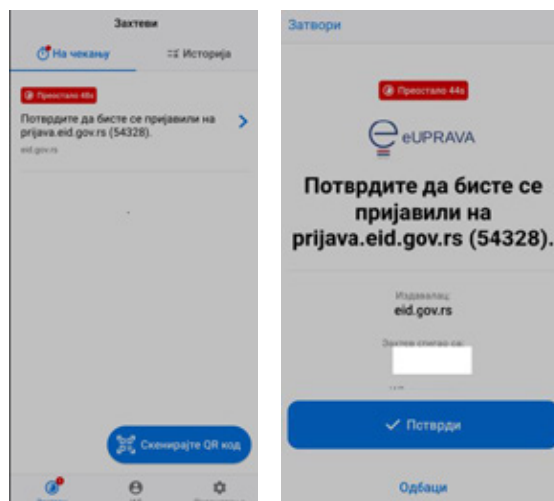 Захтеви
На чекању
Историја
Преостало 48s
Потврдите да бисте се пријавили на
prijava.eid.gov.rs (54328).
eid.gov.rs
Скенирајте QR код
Затвори
Преостало 44s
eUPRAVA
Потврдите да бисте се
пријавили на
prijava.eid.gov.rs (54328).
Издавалац:
eid.gov.rs
Захтев стигао са:
Потврди
Одбаци